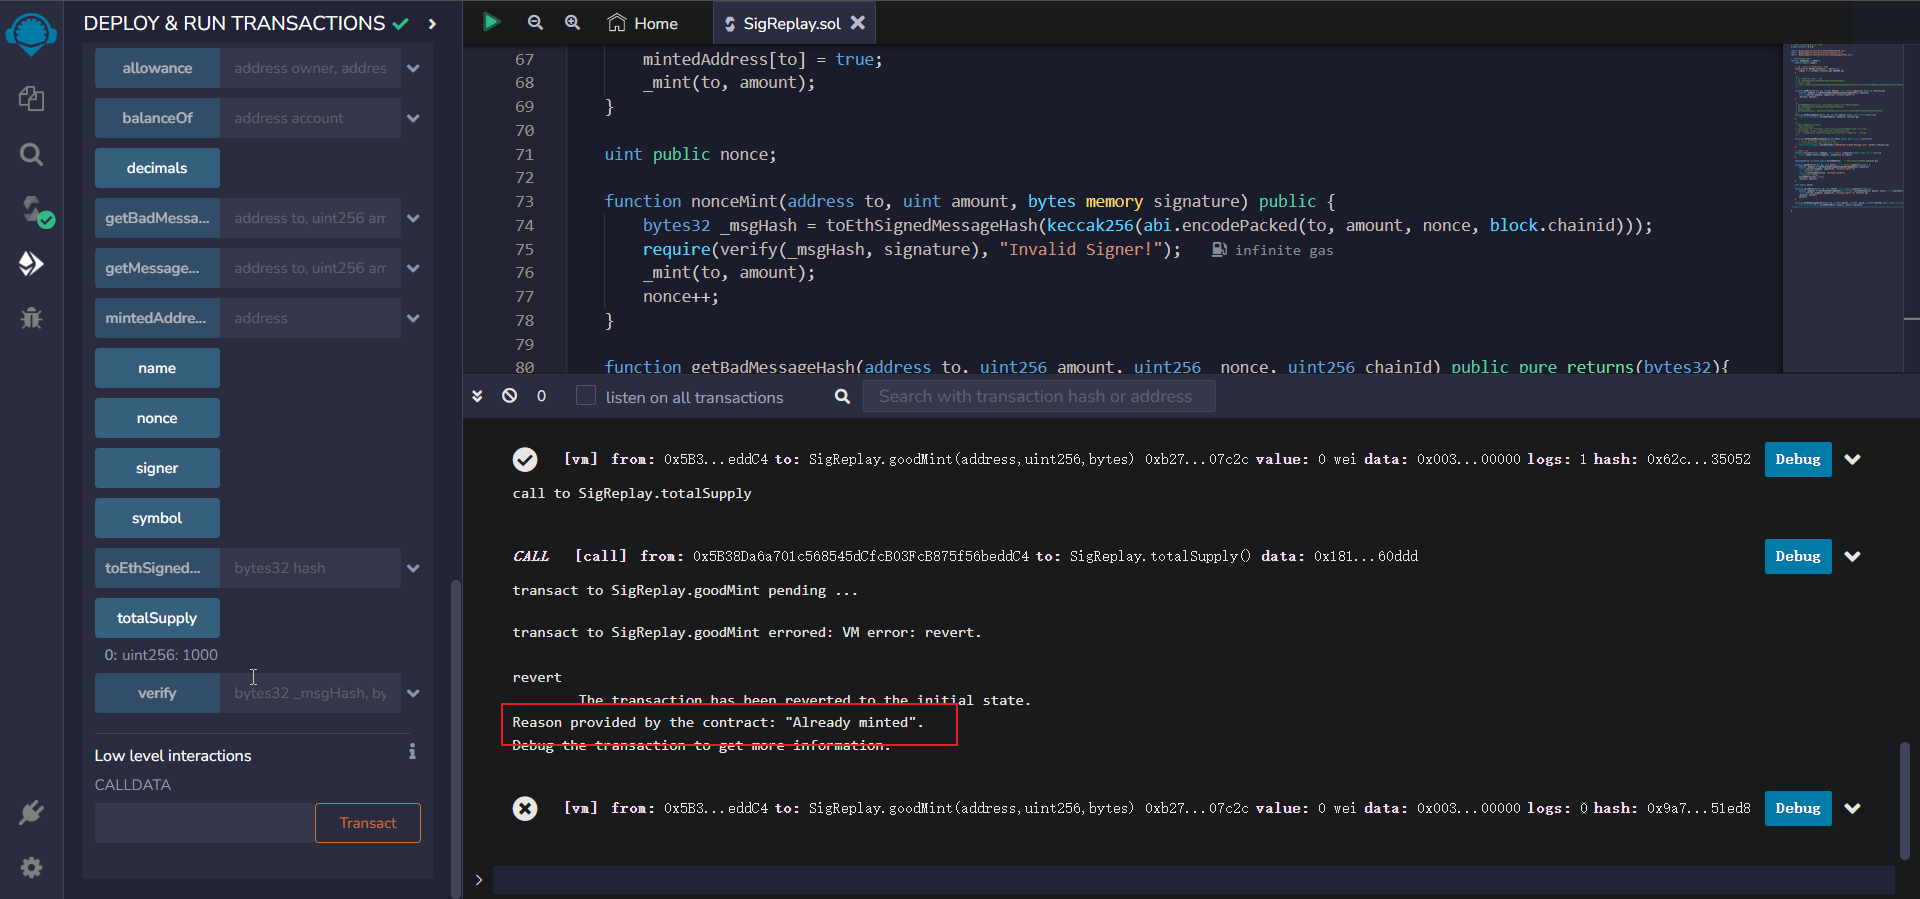 DEPLOY & RUN TRANSACTIONS
allowance address owner, addres
balanceOf address account
decimals
getBadMessa... address to, uint256 am
getMessage... address to, uint256 am
mintedAddre... address
name
nonce
signer
symbol
toEthSigned... bytes32 hash
totalSupply
0: uint256: 1000
verify bytes32 _msgHash, by
Low level interactions
CALLDATA
Transact
Home
SigReplay.sol
67 mintedAddress[to] = true;
68 _mint(to, amount);
69 }
70
71 uint public nonce;
72
73 function nonceMint(address to, uint amount, bytes memory signature) public {
74 bytes32 _msgHash = toEthSignedMessageHash(keccak256(abi.encodePacked(to, amount, nonce, block.chainid)));
75 require(verify(_msgHash, signature), "Invalid Signer!"); infinite gas
76 _mint(to, amount);
77 nonce++;
78 }
79
80 function getBadMessageHash(address to, uint256 amount, uint256 _nonce, uint256 chainId) public pure returns(bytes32){
0 listen on all transactions Search with transaction hash or address
[vm] from: 0x5B3...eddC4 to: SigReplay.goodMint(address,uint256,bytes) 0xb27...07c2c value: 0 wei data: 0x003...00000 logs: 1 hash: 0x62c...35052 Debug
call to SigReplay.totalSupply
CALL [call] from: 0x5B38Da6a701c568545dCfcB03FcB875f56beddC4 to: SigReplay.totalSupply() data: 0x181...60ddd Debug
transact to SigReplay.goodMint pending ...
transact to SigReplay.goodMint errored: VM error: revert.
revert
The transaction has been reverted to the initial state.
Reason provided by the contract: "Already minted".
Debug the transaction to get more information.
[vm] from: 0x5B3...eddC4 to: SigReplay.goodMint(address,uint256,bytes) 0xb27...07c2c value: 0 wei data: 0x003...00000 logs: 0 hash: 0x9a7...51ed8 Debug
>